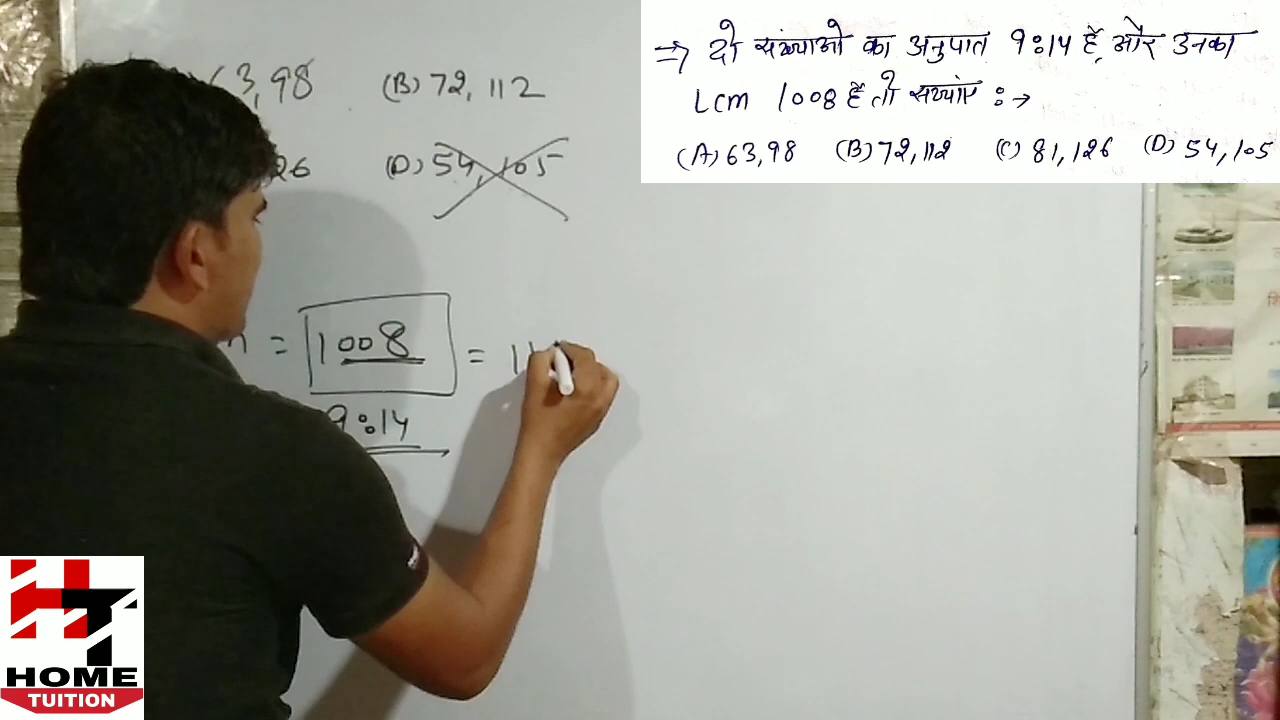 ⇒ दो संख्याओ का अनुपात 9:14 हैं, और उनका
LCM 1008 हैं तो संख्याएं :→
(A) 63,98 (B) 72,112 (C) 81,126 (D) 54,105
63,98 (B) 72,112
26 (D) 54,105
= 1008 = 11
9:14
HT
HOME
TUITION